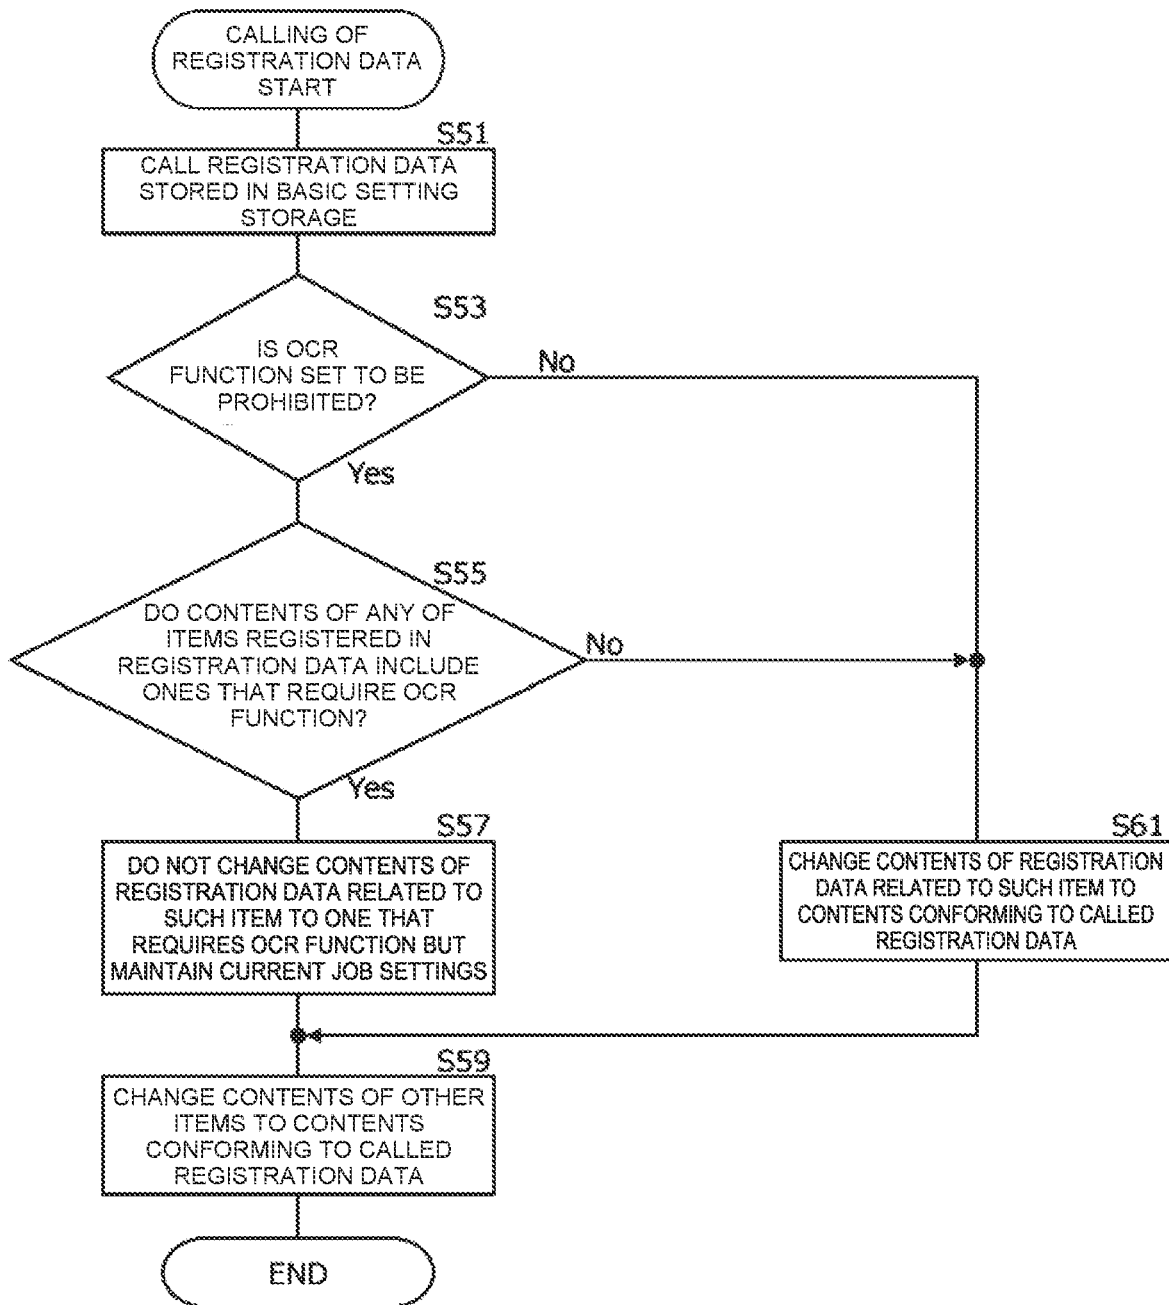 CALLING OF
REGISTRATION DATA
START
S51
CALL REGISTRATION DATA
STORED IN BASIC SETTING
STORAGE
S53
IS OCR
FUNCTION SET TO BE
PROHIBITED?
No
Yes
S55
DO CONTENTS OF ANY OF
ITEMS REGISTERED IN
REGISTRATION DATA INCLUDE
ONES THAT REQUIRE OCR
FUNCTION?
No
Yes
S57
DO NOT CHANGE CONTENTS OF
REGISTRATION DATA RELATED TO
SUCH ITEM TO ONE THAT
REQUIRES OCR FUNCTION BUT
MAINTAIN CURRENT JOB SETTINGS
S61
CHANGE CONTENTS OF REGISTRATION
DATA RELATED TO SUCH ITEM TO
CONTENTS CONFORMING TO CALLED
REGISTRATION DATA
S59
CHANGE CONTENTS OF OTHER
ITEMS TO CONTENTS
CONFORMING TO CALLED
REGISTRATION DATA
END